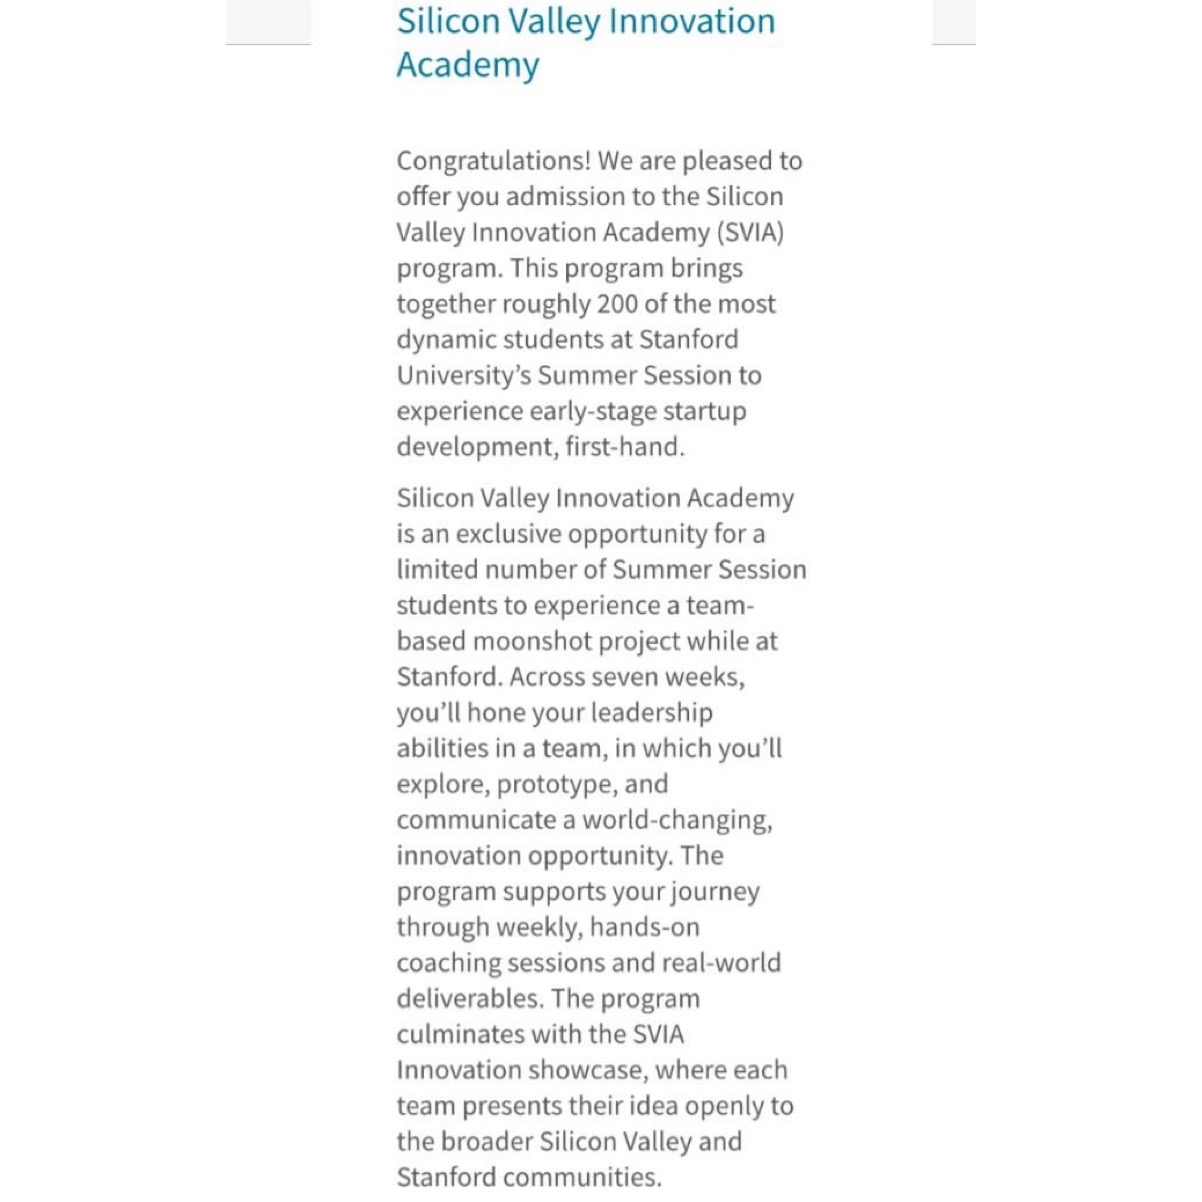 Silicon Valley Innovation
Academy
Congratulations! We are pleased to
offer you admission to the Silicon
Valley Innovation Academy (SVIA)
program. This program brings
together roughly 200 of the most
dynamic students at Stanford
University’s Summer Session to
experience early-stage startup
development, first-hand.
Silicon Valley Innovation Academy
is an exclusive opportunity for a
limited number of Summer Session
students to experience a team-
based moonshot project while at
Stanford. Across seven weeks,
you’ll hone your leadership
abilities in a team, in which you’ll
explore, prototype, and
communicate a world-changing,
innovation opportunity. The
program supports your journey
through weekly, hands-on
coaching sessions and real-world
deliverables. The program
culminates with the SVIA
Innovation showcase, where each
team presents their idea openly to
the broader Silicon Valley and
Stanford communities.